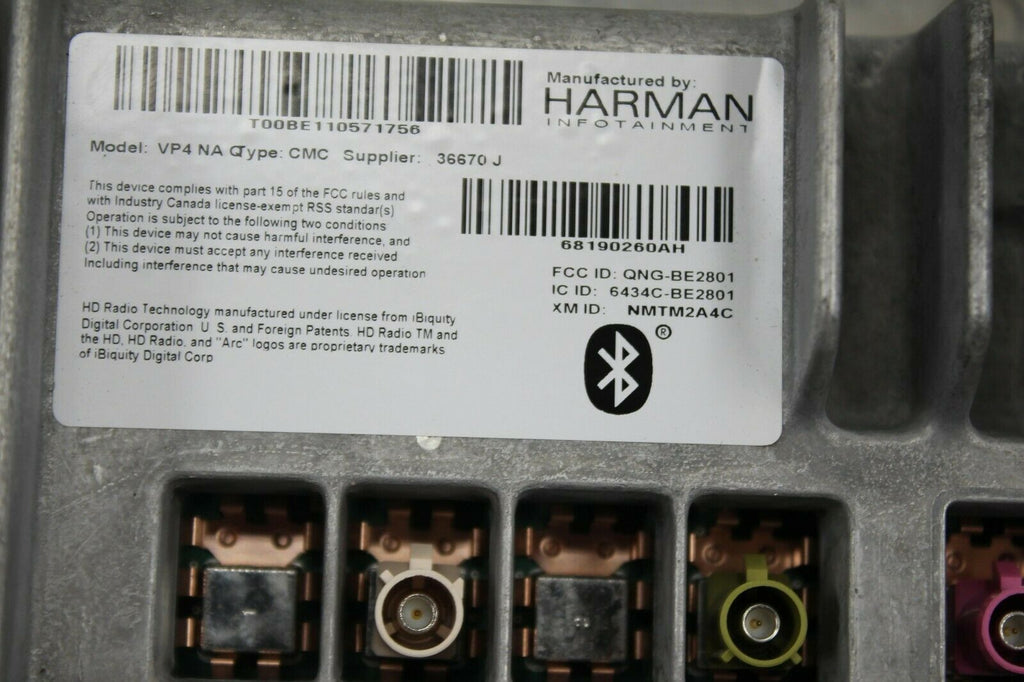 T00BE110571756
Manufactured by:
HARMAN
INFOTAINMENT
Model: VP4 NA Type: CMC Supplier: 36670 J
This device complies with part 15 of the FCC rules and
with Industry Canada license-exempt RSS standar(s)
Operation is subject to the following two conditions
(1) This device may not cause harmful interference, and
(2) This device must accept any interference received
Including interference that may cause undesired operation
68190260AH
FCC ID: QNG-BE2801
IC ID: 6434C-BE2801
XM ID: NMTM2A4C
HD Radio Technology manufactured under license from iBiquity
Digital Corporation U S. and Foreign Patents. HD Radio TM and
the HD, HD Radio, and "Arc" logos are proprietary trademarks
of iBiquity Digital Corp
®